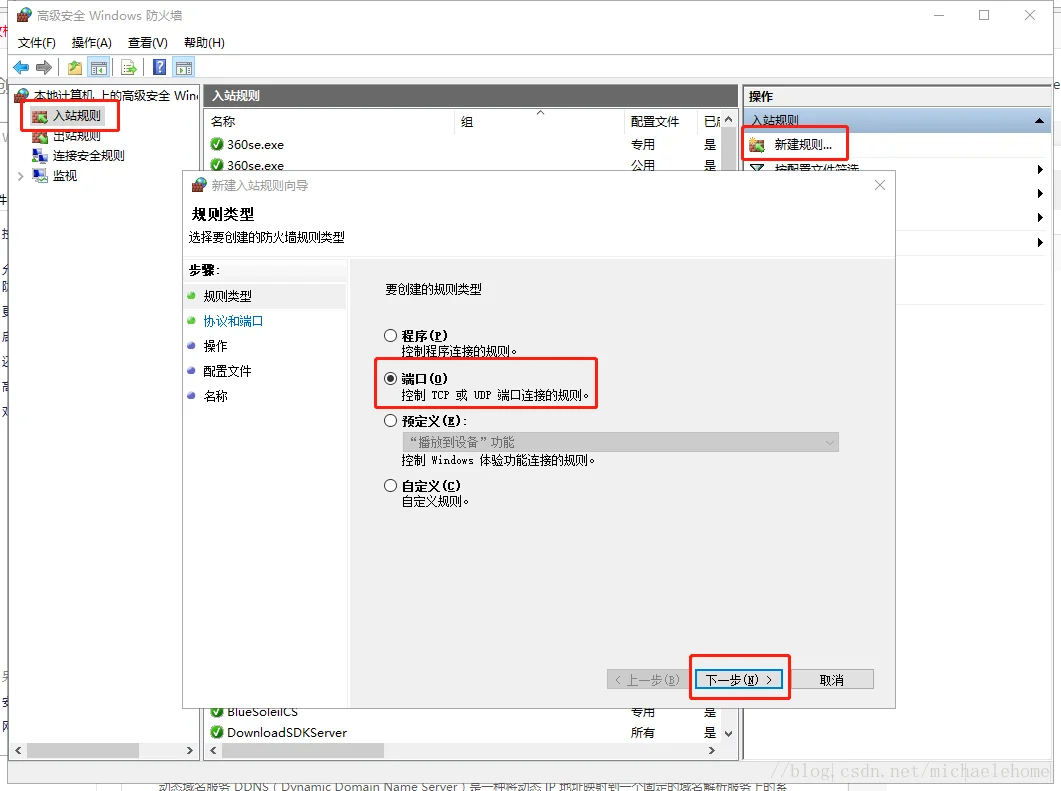 高级安全 Windows 防火墙
文件(F) 操作(A) 查看(V) 帮助(H)
本地计算机 上的高级安全 Win
入站规则
出站规则
连接安全规则
监视
入站规则
名称 组 配置文件 已启
360se.exe 专用 是
360se.exe 公用 是
操作
入站规则
新建规则...
按配置文件筛选
新建入站规则向导
规则类型
选择要创建的防火墙规则类型
步骤:
规则类型
协议和端口
操作
配置文件
名称
要创建的规则类型
程序(P)
控制程序连接的规则。
端口(O)
控制 TCP 或 UDP 端口连接的规则。
预定义(E):
“播放到设备”功能
控制 Windows 体验功能连接的规则。
自定义(C)
自定义规则。
< 上一步(B) 下一步(N) > 取消
BlueSoleilCS 专用 是
DownloadSDKServer 所有 是
//blog.csdn.net/michaelehome
动态域名服务 DDNS ( Dynamic Domain Name Server ) 是一种将动态 IP 地址映射到一个固定的域名解析服务上的系